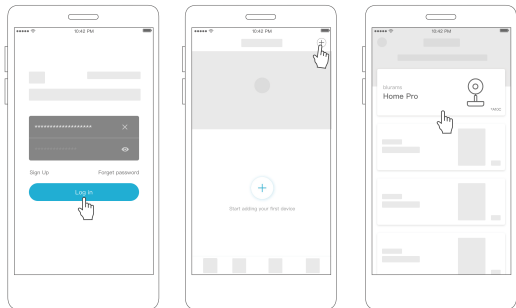 10:42 PM
*******************
Sign Up
Forget password
Log in
10:42 PM
Start adding your first device
10:42 PM
blurams
Home Pro